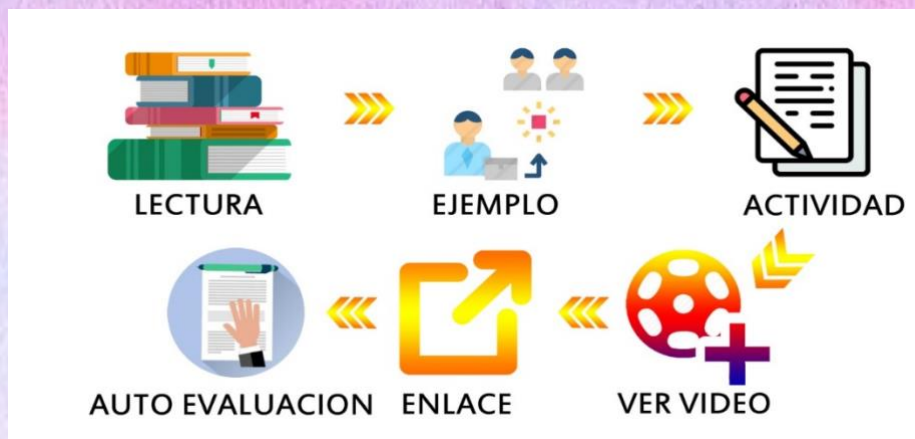 LECTURA
EJEMPLO
ACTIVIDAD
VER VIDEO
ENLACE
AUTO EVALUACION